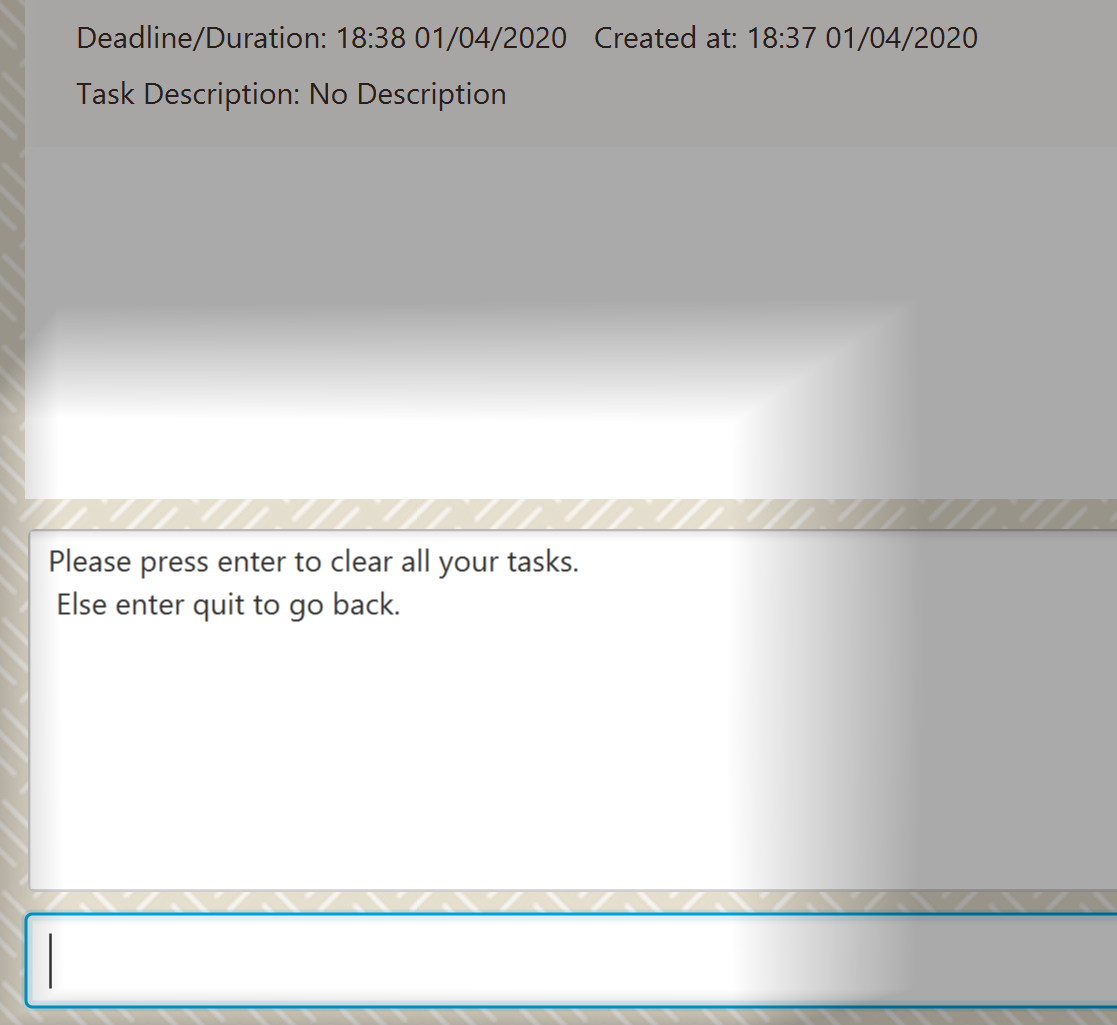 Deadline/Duration: 18:38 01/04/2020 Created at: 18:37 01/04/2020
Task Description: No Description
Please press enter to clear all your tasks.
Else enter quit to go back.